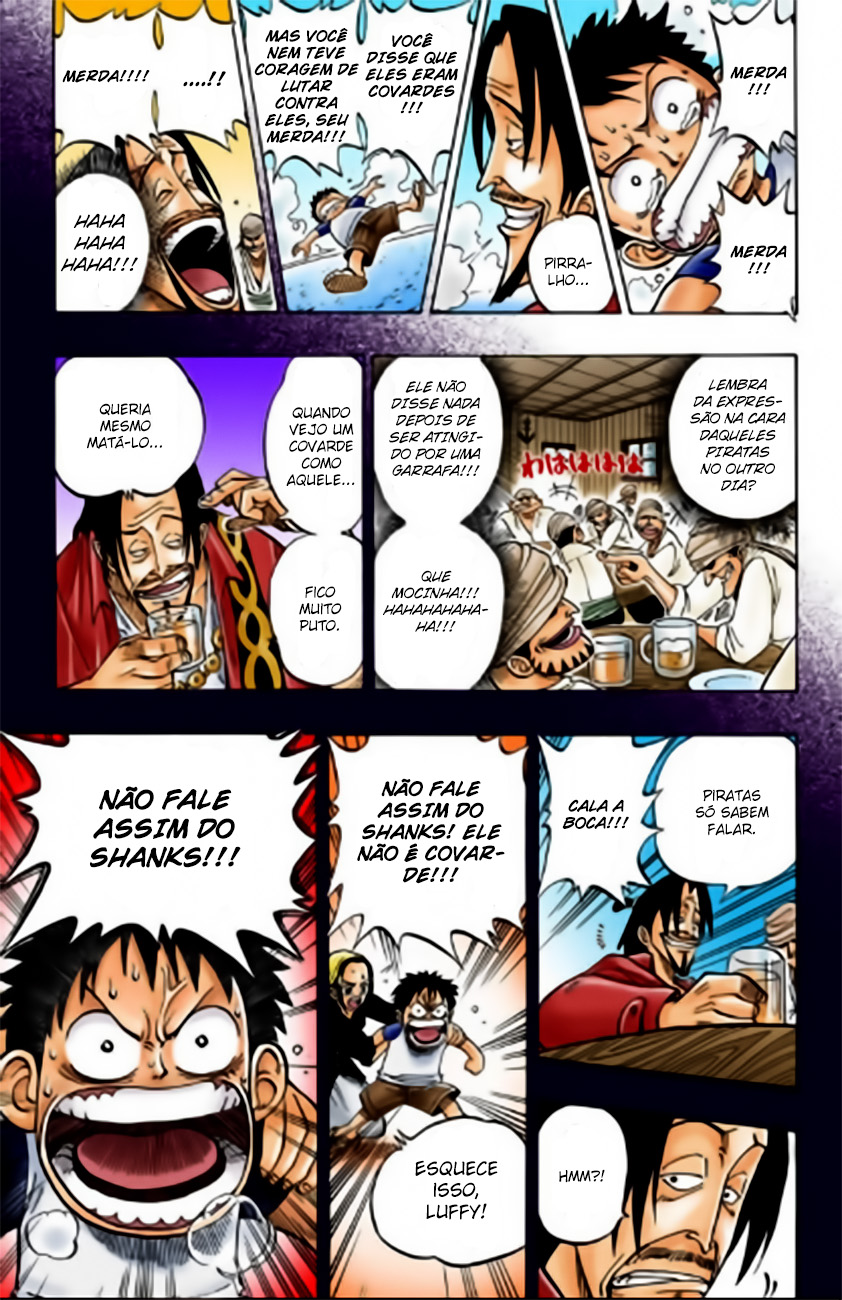 MERDA
!!!
MERDA
!!!
PIRRA-
LHO...
VOCÊ
DISSE QUE
ELES ERAM
COVARDES
!!!
MAS VOCÊ
NEM TEVE
CORAGEM DE
LUTAR
CONTRA
ELES, SEU
MERDA!!!
....!!
MERDA!!!!
HAHA
HAHA
HAHA!!!
LEMBRA
DA EXPRES-
SÃO NA CARA
DAQUELES
PIRATAS
NO OUTRO
DIA?
わはははは
ELE NÃO
DISSE NADA
DEPOIS DE
SER ATINGI-
DO POR UMA
GARRAFA!!!
QUE
MOCINHA!!!
HAHAHAHAHA-
HA!!!
QUANDO
VEJO UM
COVARDE
COMO
AQUELE...
QUERIA
MESMO
MATÁ-LO...
FICO
MUITO
PUTO.
PIRATAS
SÓ SABEM
FALAR.
CALA A
BOCA!!!
HMM?!
NÃO FALE
ASSIM DO
SHANKS! ELE
NÃO É COVAR-
DE!!!
ESQUECE
ISSO,
LUFFY!
NÃO FALE
ASSIM DO
SHANKS!!!